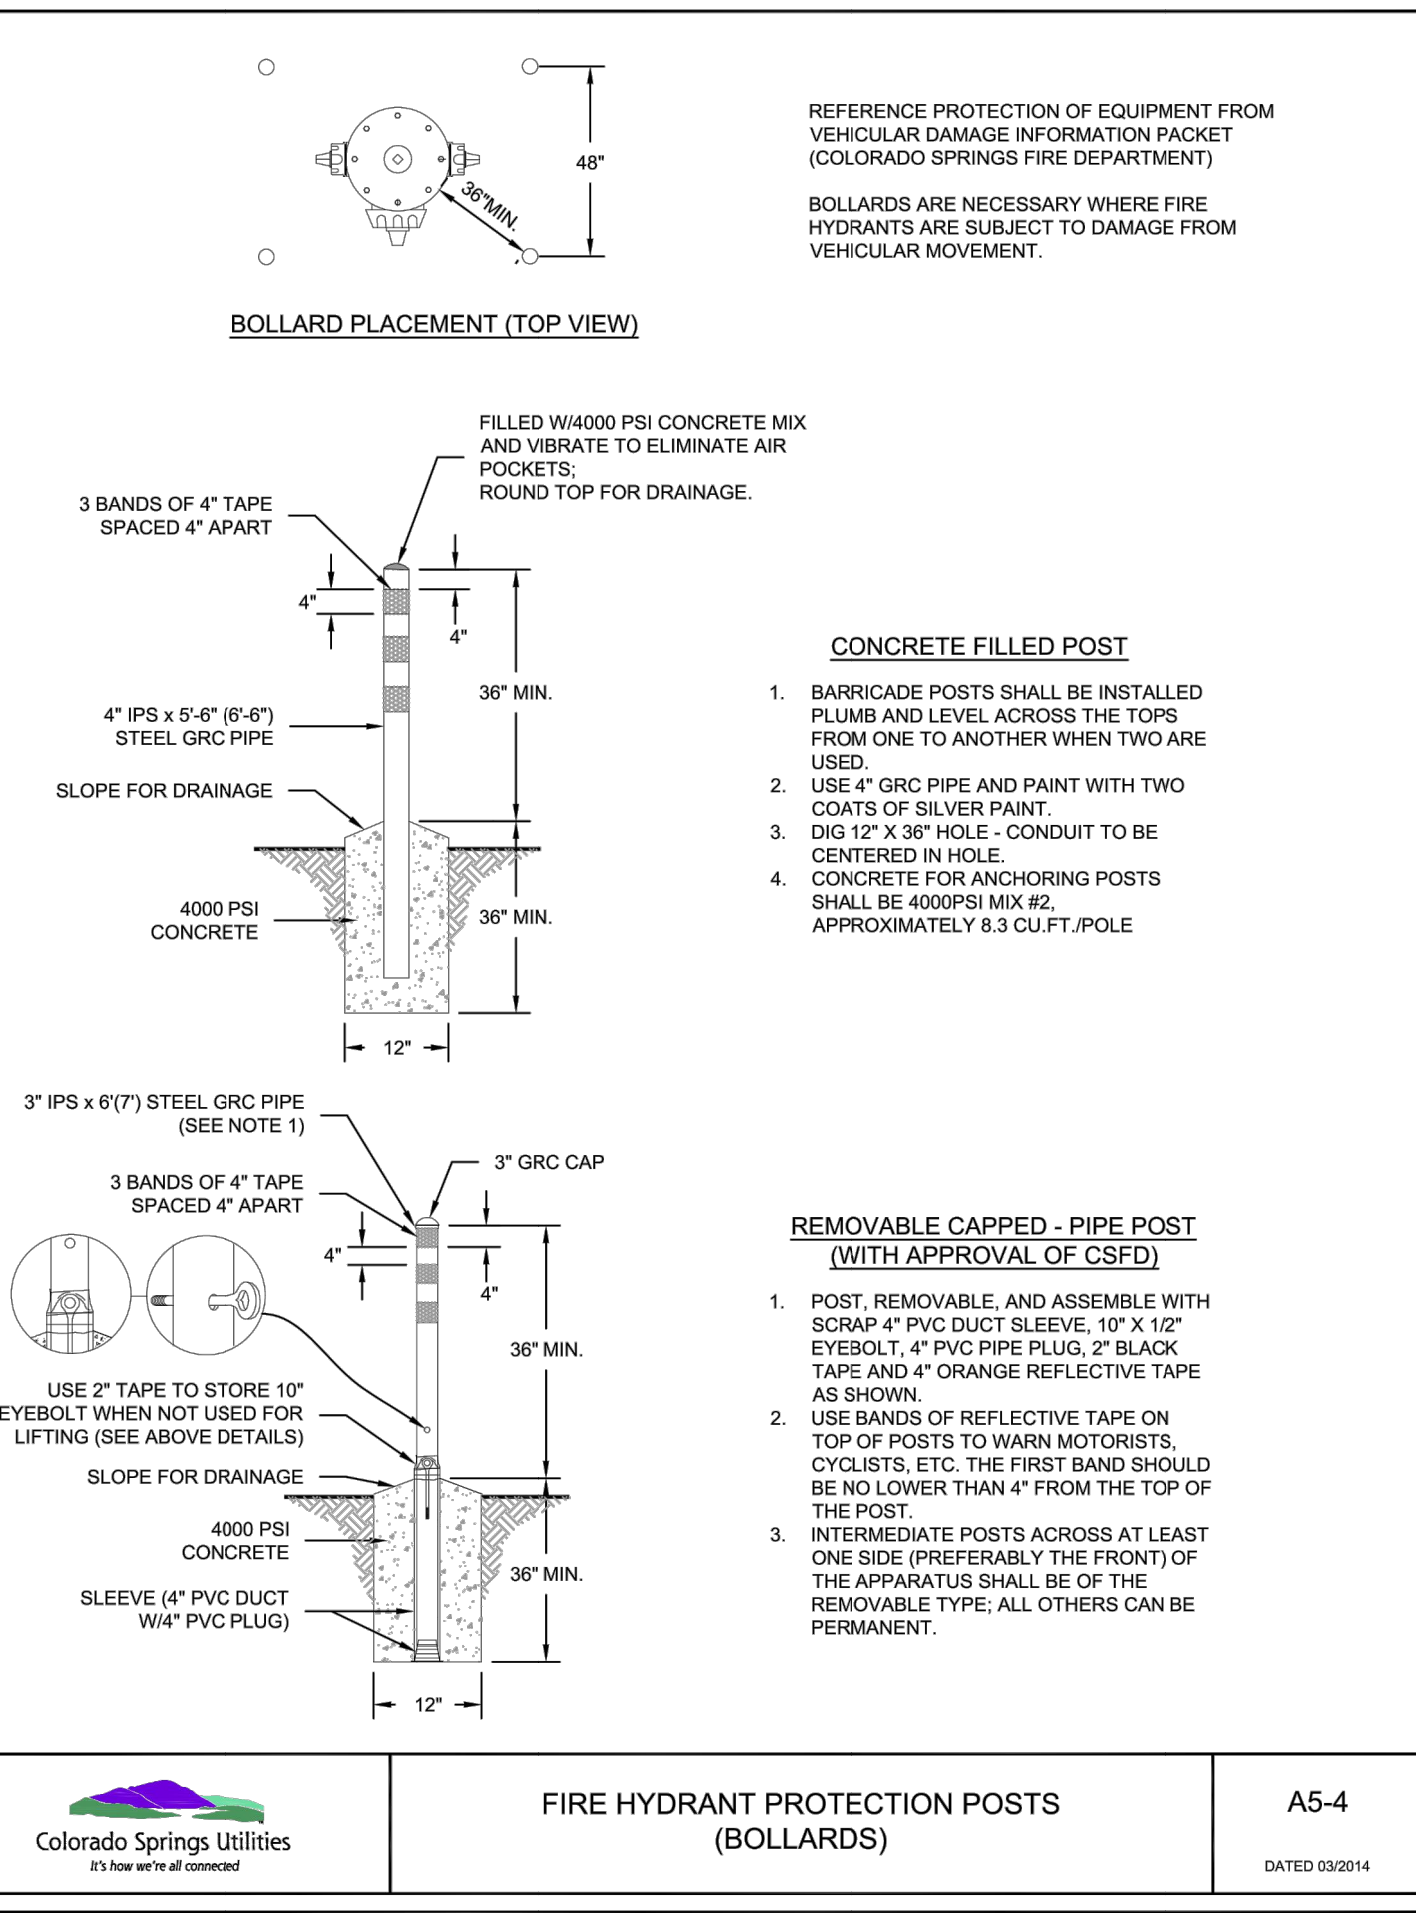 48"
36"MIN.
BOLLARD PLACEMENT (TOP VIEW)
REFERENCE PROTECTION OF EQUIPMENT FROM
VEHICULAR DAMAGE INFORMATION PACKET
(COLORADO SPRINGS FIRE DEPARTMENT)
BOLLARDS ARE NECESSARY WHERE FIRE
HYDRANTS ARE SUBJECT TO DAMAGE FROM
VEHICULAR MOVEMENT.
FILLED W/4000 PSI CONCRETE MIX
AND VIBRATE TO ELIMINATE AIR
POCKETS;
ROUND TOP FOR DRAINAGE.
3 BANDS OF 4" TAPE
SPACED 4" APART
4"
4"
36" MIN.
4" IPS x 5'-6" (6'-6")
STEEL GRC PIPE
SLOPE FOR DRAINAGE
4000 PSI
CONCRETE
36" MIN.
12"
CONCRETE FILLED POST
1. BARRICADE POSTS SHALL BE INSTALLED
PLUMB AND LEVEL ACROSS THE TOPS
FROM ONE TO ANOTHER WHEN TWO ARE
USED.
2. USE 4" GRC PIPE AND PAINT WITH TWO
COATS OF SILVER PAINT.
3. DIG 12" X 36" HOLE - CONDUIT TO BE
CENTERED IN HOLE.
4. CONCRETE FOR ANCHORING POSTS
SHALL BE 4000PSI MIX #2,
APPROXIMATELY 8.3 CU.FT./POLE
3" IPS x 6'(7') STEEL GRC PIPE
(SEE NOTE 1)
3" GRC CAP
3 BANDS OF 4" TAPE
SPACED 4" APART
4"
4"
36" MIN.
USE 2" TAPE TO STORE 10"
EYEBOLT WHEN NOT USED FOR
LIFTING (SEE ABOVE DETAILS)
SLOPE FOR DRAINAGE
4000 PSI
CONCRETE
36" MIN.
SLEEVE (4" PVC DUCT
W/4" PVC PLUG)
12"
REMOVABLE CAPPED - PIPE POST
(WITH APPROVAL OF CSFD)
1. POST, REMOVABLE, AND ASSEMBLE WITH
SCRAP 4" PVC DUCT SLEEVE, 10" X 1/2"
EYEBOLT, 4" PVC PIPE PLUG, 2" BLACK
TAPE AND 4" ORANGE REFLECTIVE TAPE
AS SHOWN.
2. USE BANDS OF REFLECTIVE TAPE ON
TOP OF POSTS TO WARN MOTORISTS,
CYCLISTS, ETC. THE FIRST BAND SHOULD
BE NO LOWER THAN 4" FROM THE TOP OF
THE POST.
3. INTERMEDIATE POSTS ACROSS AT LEAST
ONE SIDE (PREFERABLY THE FRONT) OF
THE APPARATUS SHALL BE OF THE
REMOVABLE TYPE; ALL OTHERS CAN BE
PERMANENT.
Colorado Springs Utilities
It's how we're all connected
FIRE HYDRANT PROTECTION POSTS
(BOLLARDS)
A5-4
DATED 03/2014